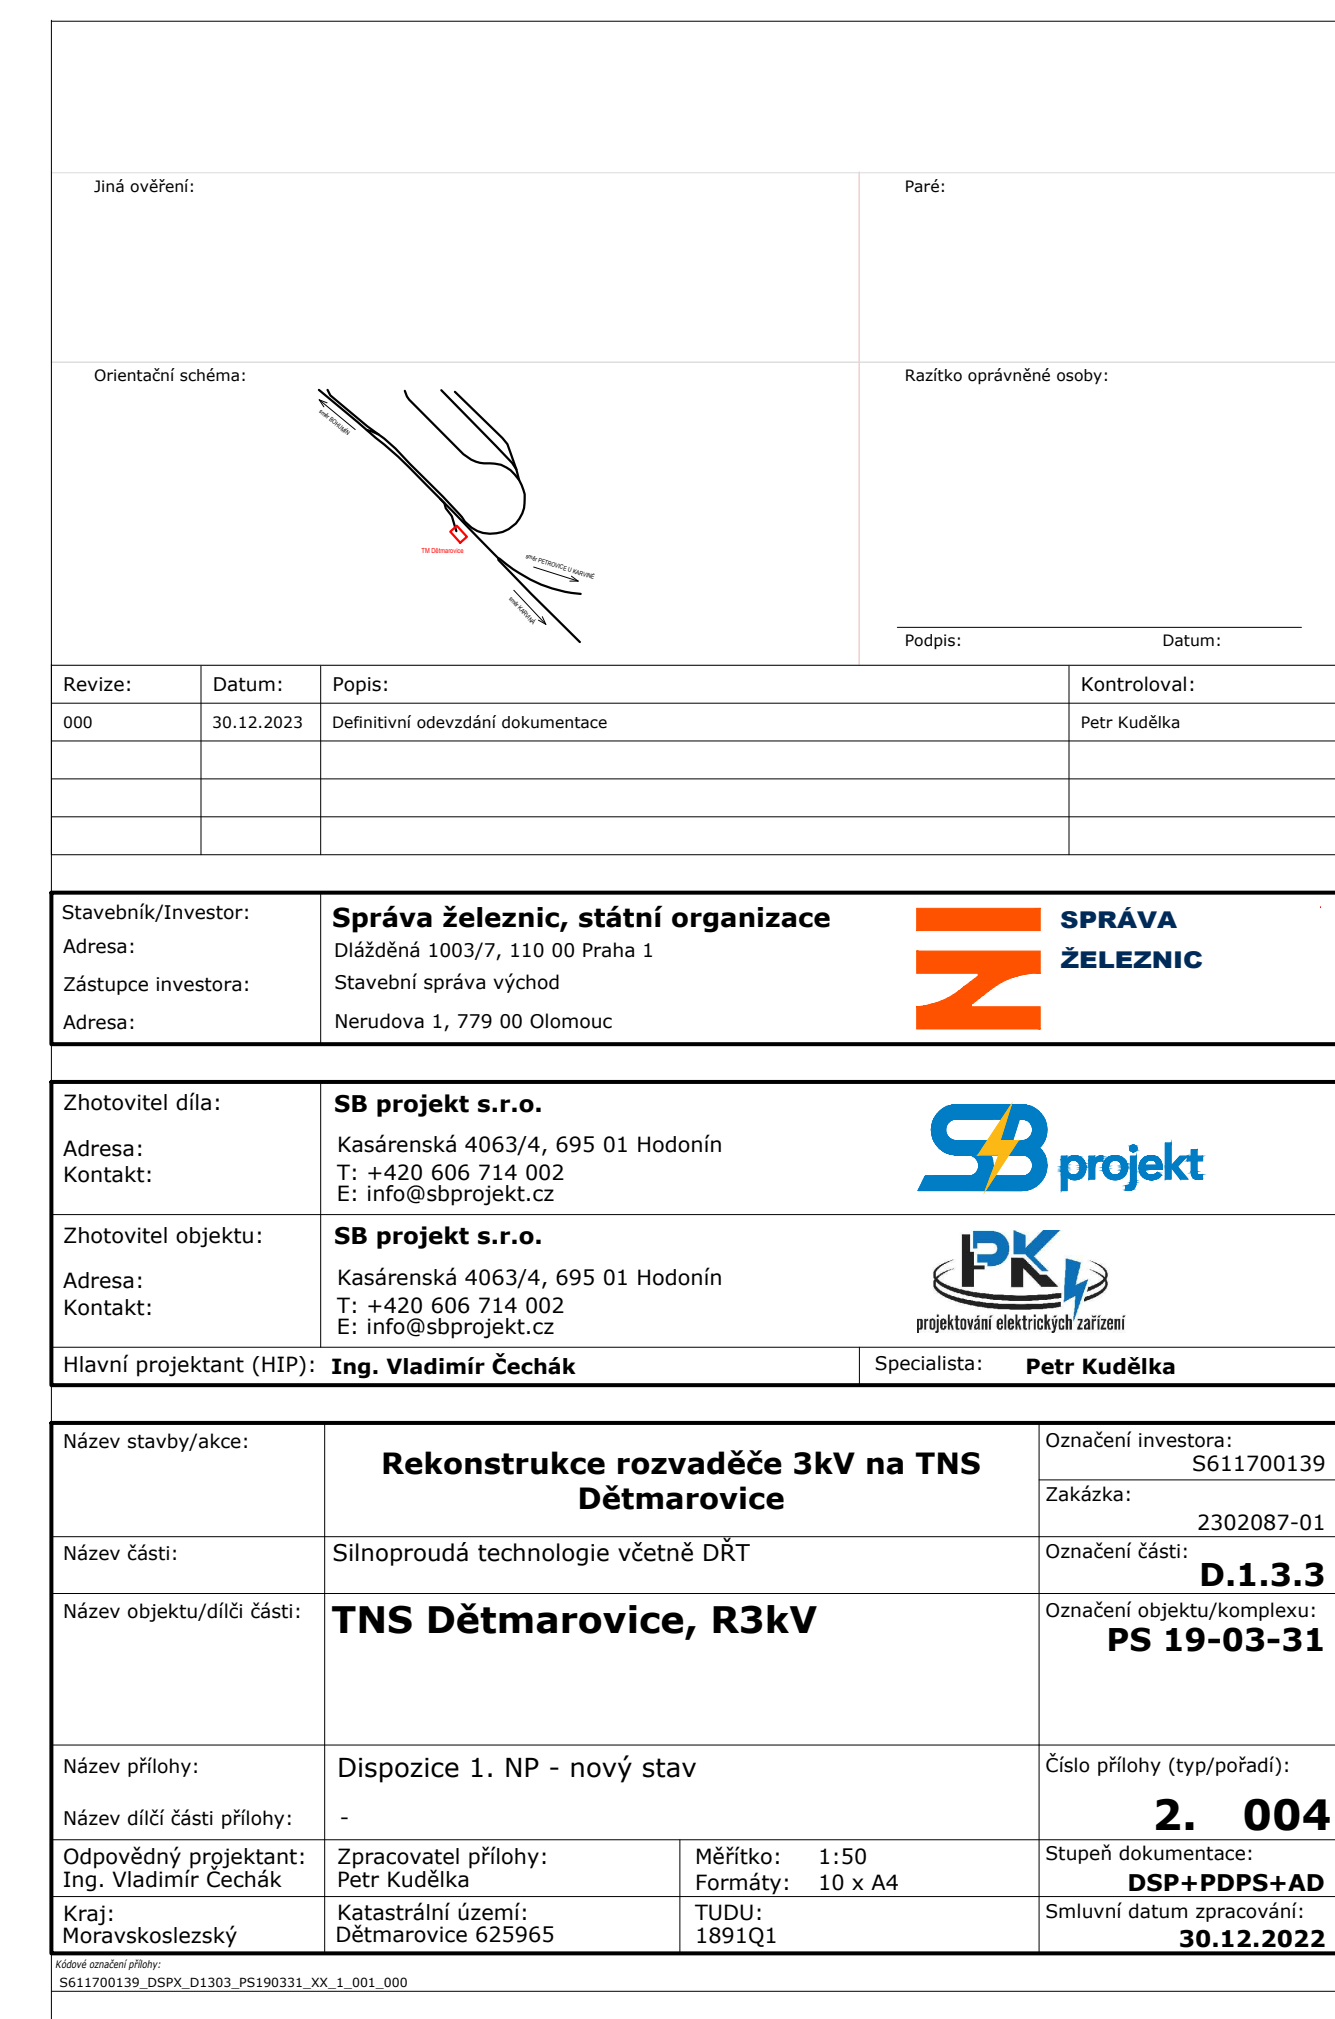 Jiná ověření:
Paré:
Orientační schéma:
Razítko oprávněné osoby:
směr BOHUMÍN
TM Dětmarovice
směr PETROVICE U KARVINÉ
směr KARVINÁ
Podpis:
Datum:
Revize:
Datum:
Popis:
Kontroloval:
000
30.12.2023
Definitivní odevzdání dokumentace
Petr Kudělka
Stavebník/Investor:
Správa železnic, státní organizace
Adresa:
Dlážděná 1003/7, 110 00 Praha 1
Zástupce investora:
Stavební správa východ
Adresa:
Nerudova 1, 779 00 Olomouc
SPRÁVA
ŽELEZNIC
Zhotovitel díla:
SB projekt s.r.o.
Adresa:
Kasárenská 4063/4, 695 01 Hodonín
Kontakt:
T: +420 606 714 002
E: info@sbprojekt.cz
SB projekt
Zhotovitel objektu:
SB projekt s.r.o.
Adresa:
Kasárenská 4063/4, 695 01 Hodonín
Kontakt:
T: +420 606 714 002
E: info@sbprojekt.cz
PK
projektování elektrických zařízení
Hlavní projektant (HIP):
Ing. Vladimír Čechák
Specialista:
Petr Kudělka
Název stavby/akce:
Rekonstrukce rozvaděče 3kV na TNS
Dětmarovice
Označení investora:
S611700139
Zakázka:
2302087-01
Název části:
Silnoproudá technologie včetně DŘT
Označení části:
D.1.3.3
Název objektu/dílči části:
TNS Dětmarovice, R3kV
Označení objektu/komplexu:
PS 19-03-31
Název přílohy:
Dispozice 1. NP - nový stav
Číslo přílohy (typ/pořadí):
Název dílčí části přílohy:
-
2. 004
Odpovědný projektant:
Ing. Vladimír Čechák
Zpracovatel přílohy:
Petr Kudělka
Měřítko: 1:50
Formáty: 10 x A4
Stupeň dokumentace:
DSP+PDPS+AD
Kraj:
Moravskoslezský
Katastrální území:
Dětmarovice 625965
TUDU:
1891Q1
Smluvní datum zpracování:
30.12.2022
Kódové označení přílohy:
S611700139_DSPX_D1303_PS190331_XX_1_001_000